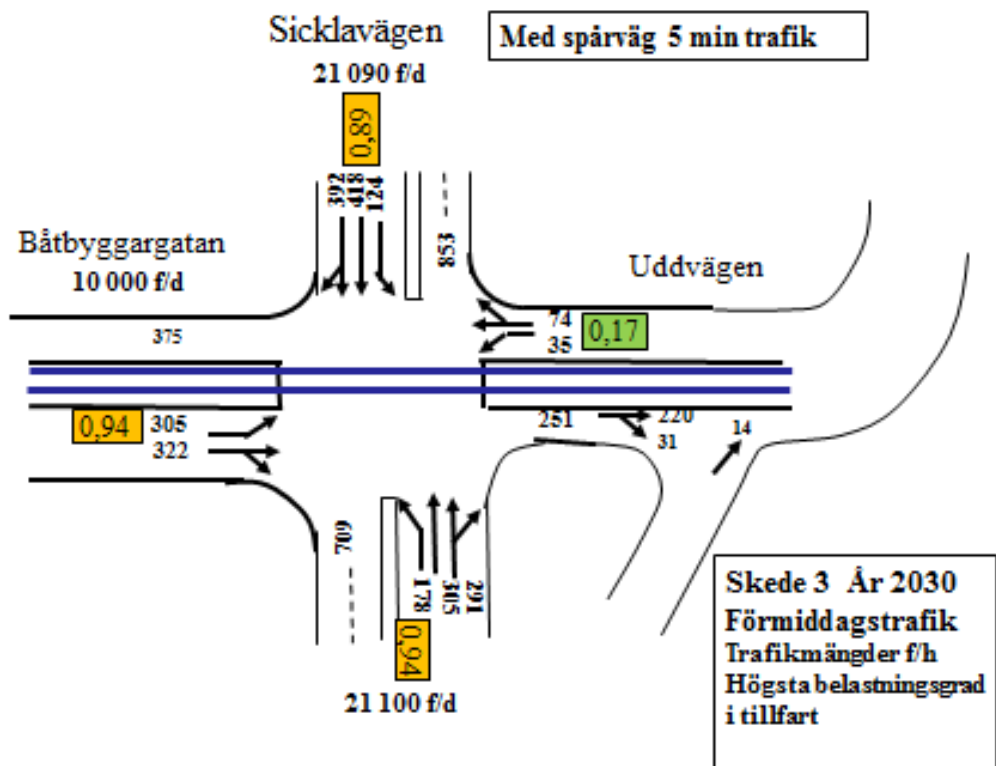 Sicklavägen
21 090 f/d
Med spårväg 5 min trafik
0,89
392
418
124
853
Båtbyggargatan
10 000 f/d
Uddvägen
375
74
35
0,17
0,94
305
322
251
220
31
14
709
178
305
291
0,94
21 100 f/d
Skede 3 År 2030
Förmiddagstrafik
Trafikmängder f/h
Högsta belastningsgrad
i tillfart